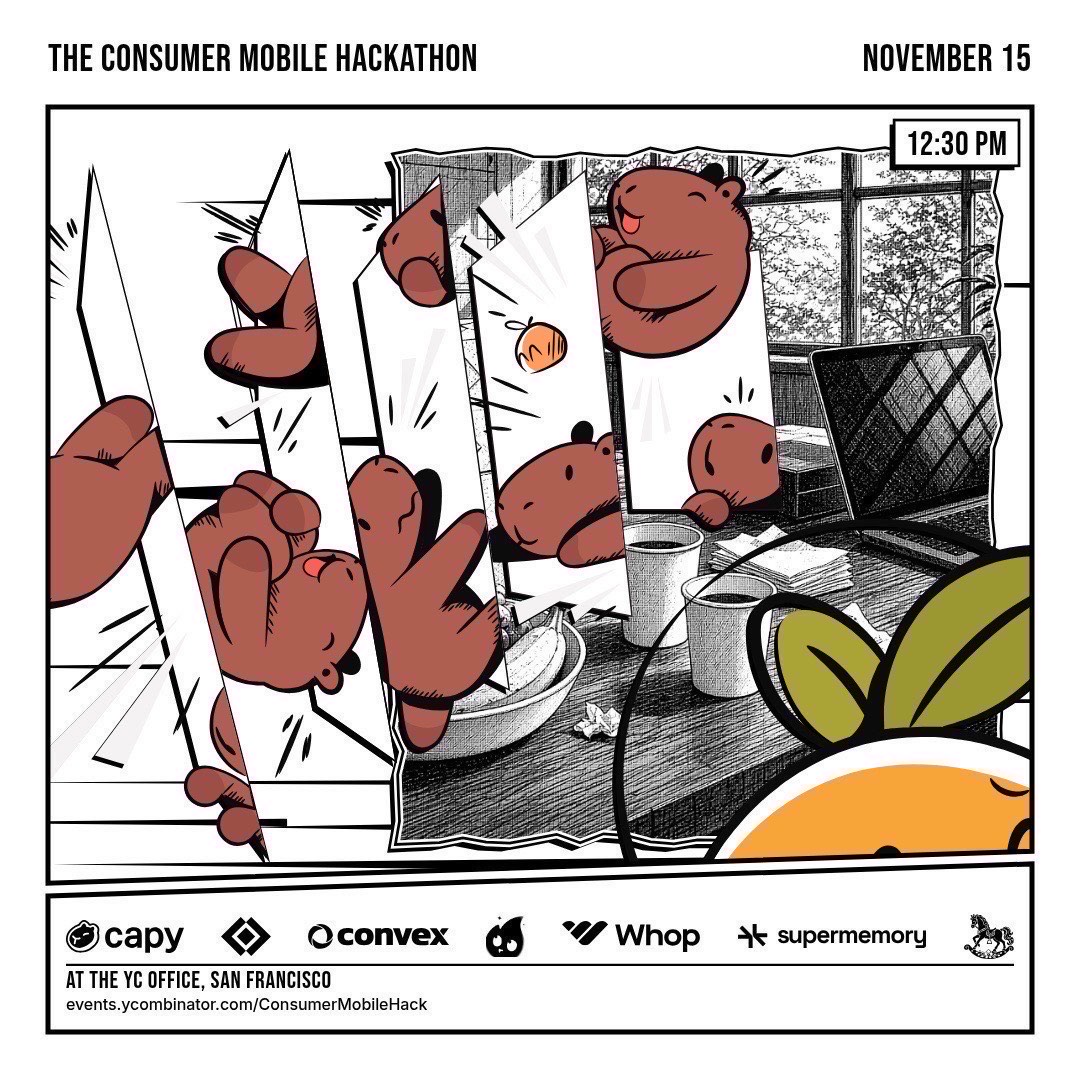 THE CONSUMER MOBILE HACKATHON
NOVEMBER 15
12:30 PM
capy
convex
Whop
supermemory
AT THE YC OFFICE, SAN FRANCISCO
events.ycombinator.com/ConsumerMobileHack